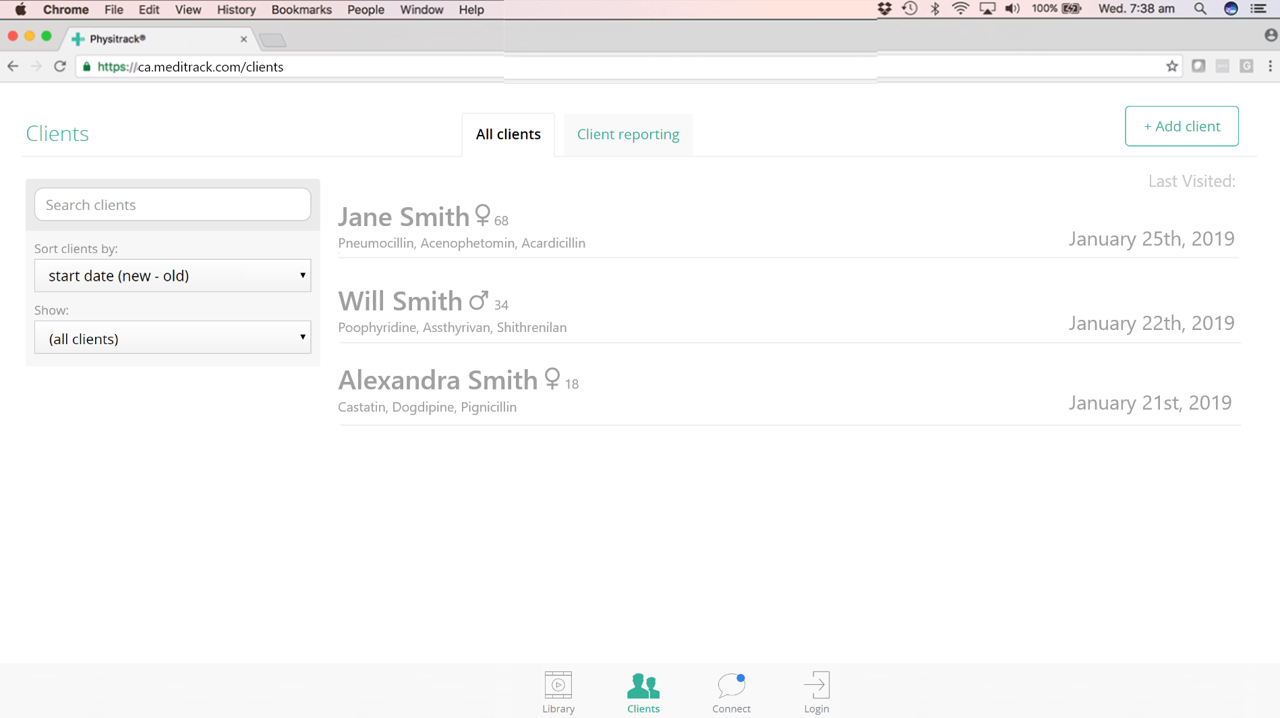 Chrome File Edit View History Bookmarks People Window Help 100% Wed. 7:38 am
Physitrack®
https://ca.meditrack.com/clients
Clients All clients Client reporting + Add client
Last Visited:
Search clients
Sort clients by:
start date (new - old)
Show:
(all clients)
Jane Smith ♀ 68
Pneumocillin, Acenophetomin, Acardicillin
January 25th, 2019
Will Smith ♂ 34
Poophyridine, Assthyrivan, Shithrenilan
January 22th, 2019
Alexandra Smith ♀ 18
Castatin, Dogdipine, Pignicillin
January 21st, 2019
Library Clients Connect Login